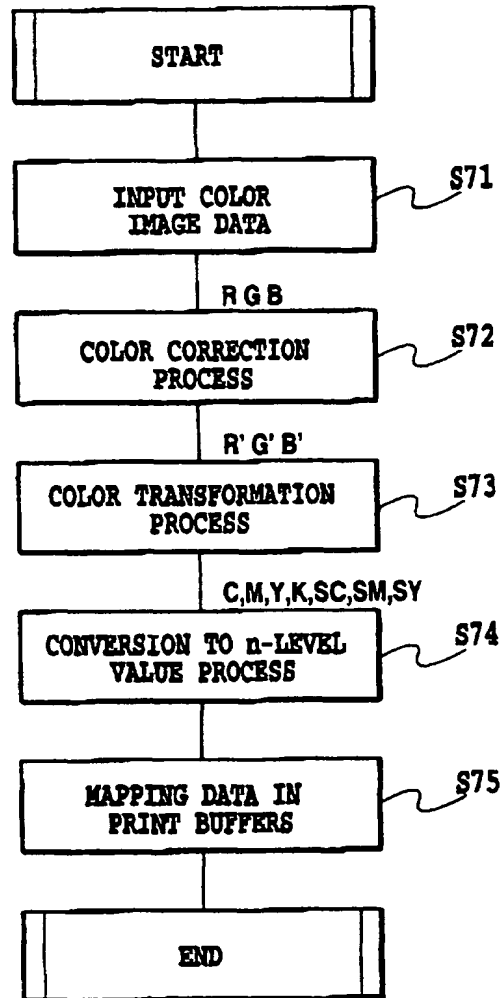 START
S71
INPUT COLOR
IMAGE DATA
R G B
S72
COLOR CORRECTION
PROCESS
R' G' B'
S73
COLOR TRANSFORMATION
PROCESS
C,M,Y,K,SC,SM,SY
S74
CONVERSION TO n-LEVEL
VALUE PROCESS
S75
MAPPING DATA IN
PRINT BUFFERS
END